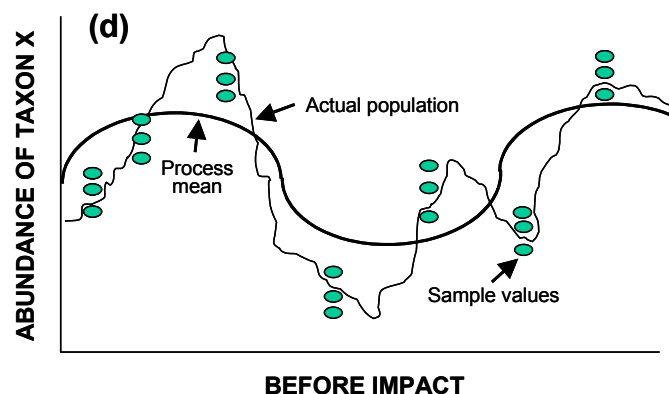 (d)
ABUNDANCE OF TAXON X
Actual population
Process
mean
Sample values
BEFORE IMPACT